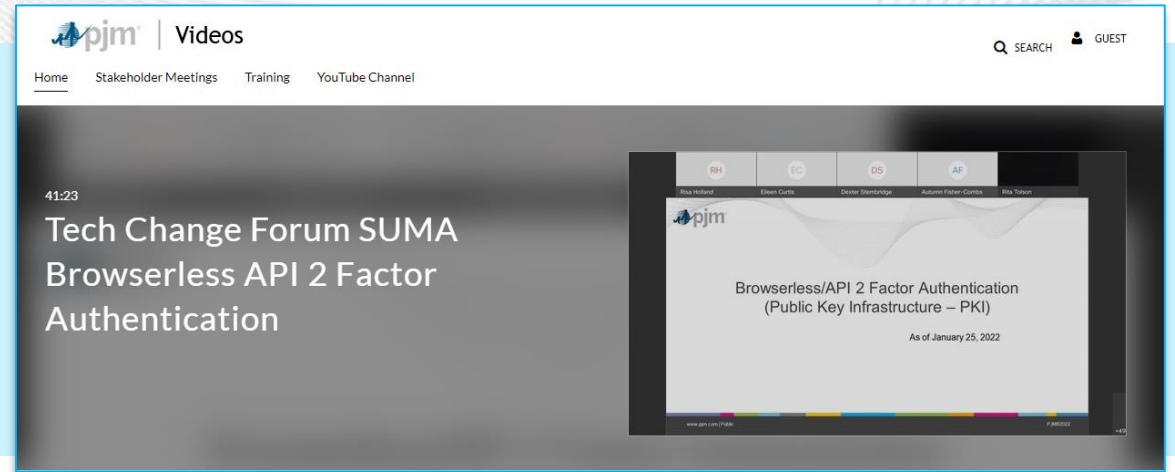 pjm | Videos
SEARCH
GUEST
Home Stakeholder Meetings Training YouTube Channel
41:23
Tech Change Forum SUMA
Browserless API 2 Factor
Authentication
RH EC DS AF
Risa Holland Eileen Curtis Dexter Stembridge Autumn Fisher-Combs Rita Tolson
pjm
Browserless/API 2 Factor Authentication
(Public Key Infrastructure – PKI)
As of January 25, 2022
www.pjm.com | Public PJM©2022